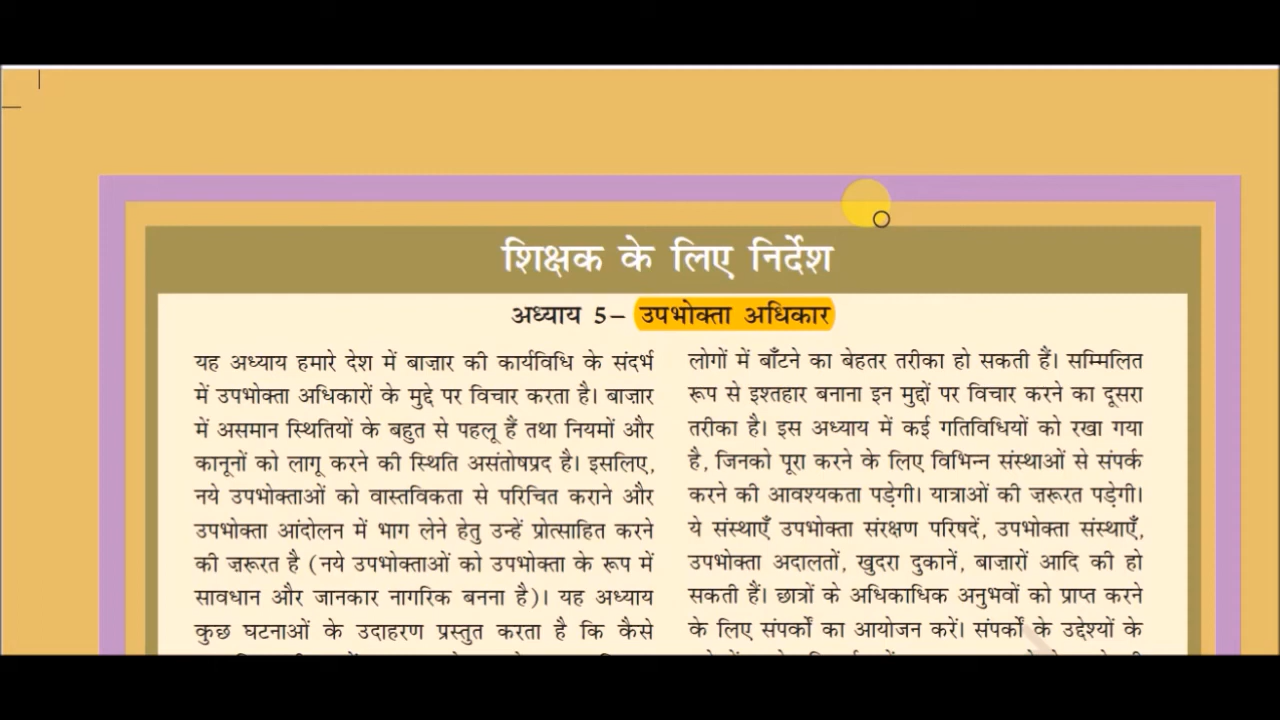 शिक्षक के लिए निर्देश
अध्याय 5– उपभोक्ता अधिकार
यह अध्याय हमारे देश में बाज़ार की कार्यविधि के संदर्भ
में उपभोक्ता अधिकारों के मुद्दे पर विचार करता है। बाज़ार
में असमान स्थितियों के बहुत से पहलू हैं तथा नियमों और
कानूनों को लागू करने की स्थिति असंतोषप्रद है। इसलिए,
नये उपभोक्ताओं को वास्तविकता से परिचित कराने और
उपभोक्ता आंदोलन में भाग लेने हेतु उन्हें प्रोत्साहित करने
की ज़रूरत है (नये उपभोक्ताओं को उपभोक्ता के रूप में
सावधान और जानकार नागरिक बनना है)। यह अध्याय
कुछ घटनाओं के उदाहरण प्रस्तुत करता है कि कैसे
लोगों में बाँटने का बेहतर तरीका हो सकती हैं। सम्मिलित
रूप से इश्तहार बनाना इन मुद्दों पर विचार करने का दूसरा
तरीका है। इस अध्याय में कई गतिविधियों को रखा गया
है, जिनको पूरा करने के लिए विभिन्न संस्थाओं से संपर्क
करने की आवश्यकता पड़ेगी। यात्राओं की ज़रूरत पड़ेगी।
ये संस्थाएँ उपभोक्ता संरक्षण परिषदें, उपभोक्ता संस्थाएँ,
उपभोक्ता अदालतों, खुदरा दुकानें, बाज़ारों आदि की हो
सकती हैं। छात्रों के अधिकाधिक अनुभवों को प्राप्त करने
के लिए संपर्कों का आयोजन करें। संपर्कों के उद्देश्यों के